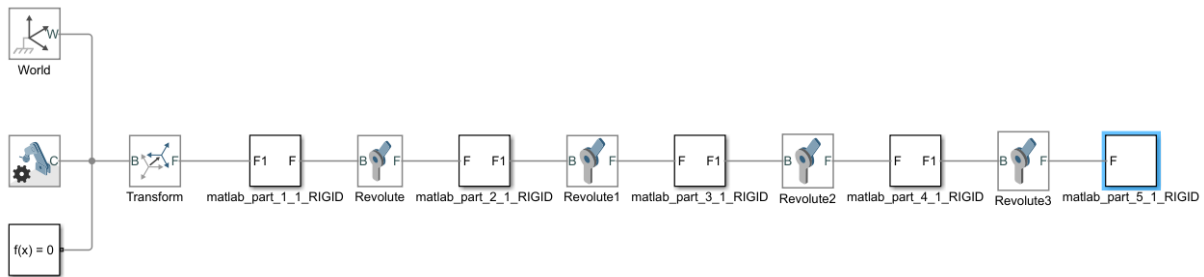 W
World
C
B F
Transform
F1 F
matlab_part_1_1_RIGID
B F
Revolute
F F1
matlab_part_2_1_RIGID
B F
Revolute1
F F1
matlab_part_3_1_RIGID
B F
Revolute2
F F1
matlab_part_4_1_RIGID
B F
Revolute3
F
matlab_part_5_1_RIGID
f(x) = 0